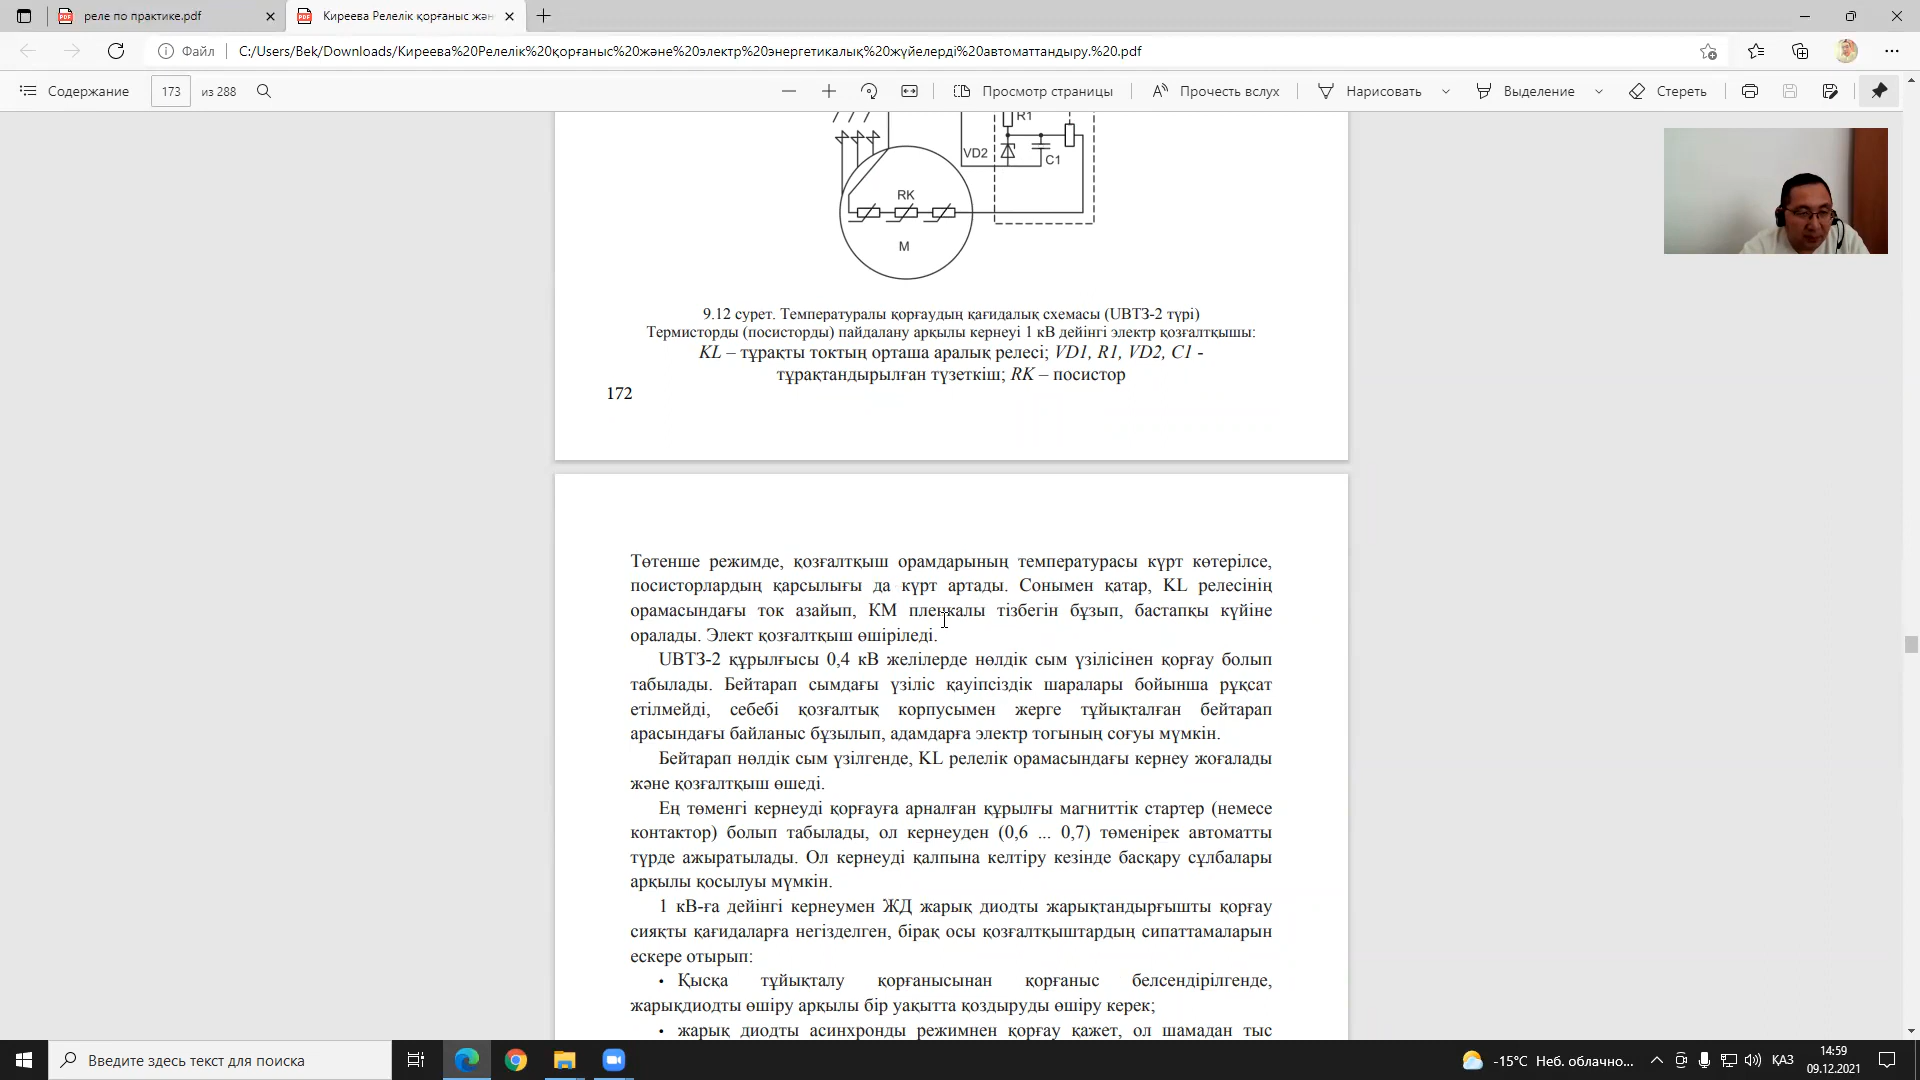 реле по практике.pdf
Киреева Релелік қорғаныс жән
Файл
C:/Users/Bek/Downloads/Киреева%20Релелік%20қорғаныс%20және%20электр%20энергетикалық%20жүйелерді%20автоматтандыру.%20.pdf
Содержание
173
из 288
Просмотр страницы
Прочесть вслух
Нарисовать
Выделение
Стереть
R1
VD2
C1
RK
M
9.12 сурет. Температуралы қорғаудың қағидалық схемасы (UВТЗ-2 түрі)
Термисторды (посисторды) пайдалану арқылы кернеуі 1 кВ дейінгі электр қозғалтқышы:
KL – тұрақты токтың орташа аралық релесі; VD1, R1, VD2, C1 -
тұрақтандырылған түзеткіш; RK – посистор
172
Төтенше режимде, қозғалтқыш орамдарының температурасы күрт көтерілсе,
посисторлардың қарсылығы да күрт артады. Сонымен қатар, KL релесінің
орамасындағы ток азайып, КМ пленкалы тізбегін бұзып, бастапқы күйіне
оралады. Элект қозғалтқыш өшіріледі.
UВТЗ-2 құрылғысы 0,4 кВ желілерде нөлдік сым үзілісінен қорғау болып
табылады. Бейтарап сымдағы үзіліс қауіпсіздік шаралары бойынша рұқсат
етілмейді, себебі қозғалтық корпусымен жерге тұйықталған бейтарап
арасындағы байланыс бұзылып, адамдарға электр тогының соғуы мүмкін.
Бейтарап нөлдік сым үзілгенде, KL релелік орамасындағы кернеу жоғалады
және қозғалтқыш өшеді.
Ең төменгі кернеуді қорғауға арналған құрылғы магниттік стартер (немесе
контактор) болып табылады, ол кернеуден (0,6 ... 0,7) төменірек автоматты
түрде ажыратылады. Ол кернеуді қалпына келтіру кезінде басқару сұлбалары
арқылы қосылуы мүмкін.
1 кВ-ға дейінгі кернеумен ЖД жарық диодты жарықтандырғышты қорғау
сияқты қағидаларға негізделген, бірақ осы қозғалтқыштардың сипаттамаларын
ескере отырып:
• Қысқа тұйықталу қорғанысынан қорғаныс белсендірілгенде,
жарықдиодты өшіру арқылы бір уақытта қоздыруды өшіру керек;
• жарық диодты асинхронды режимнен қорғау қажет, ол шамадан тыс
Введите здесь текст для поиска
-15°C Неб. облачно...
ҚАЗ
14:59
09.12.2021